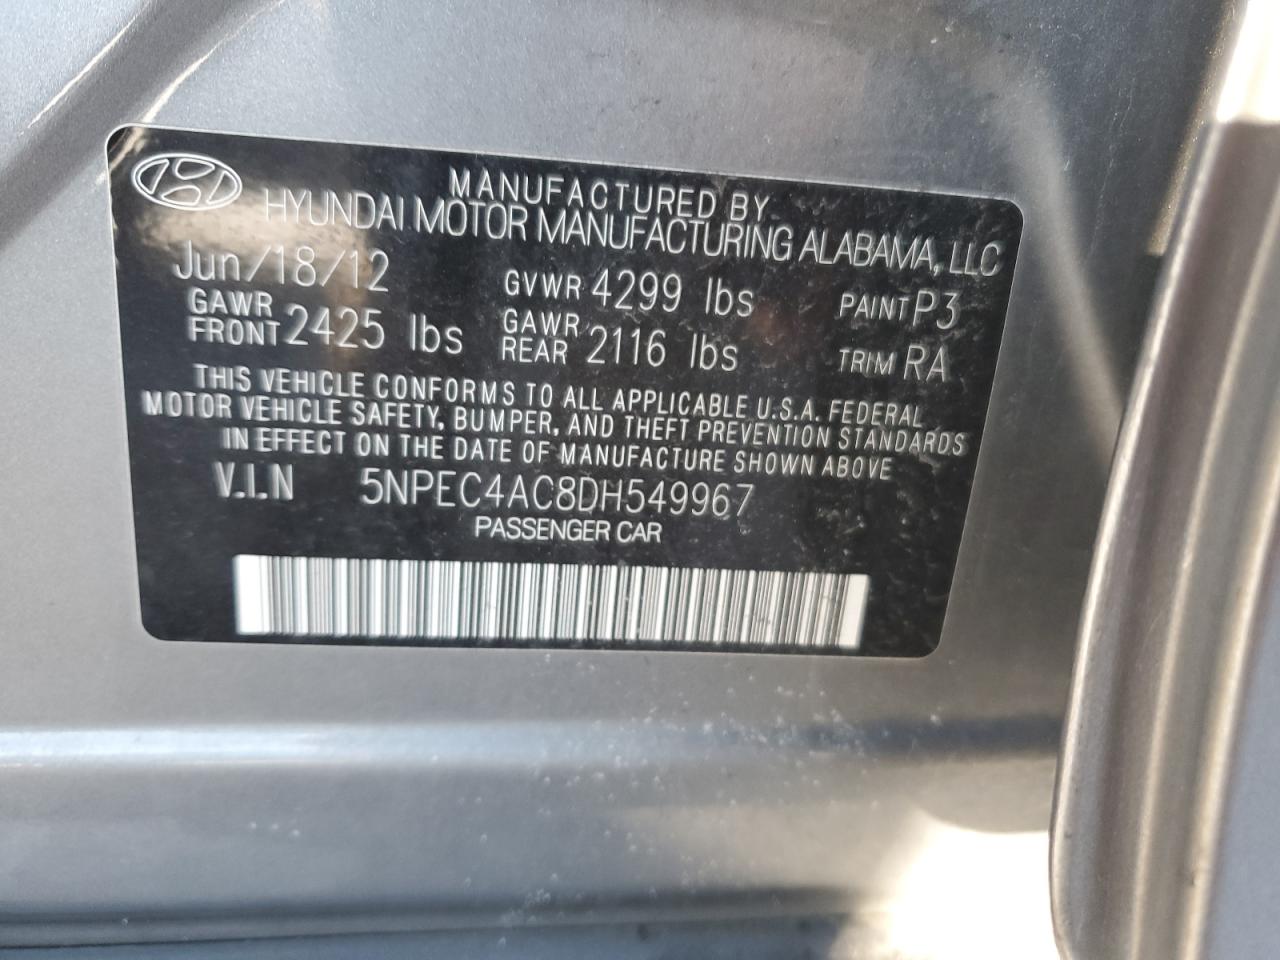 MANUFACTURED BY
HYUNDAI MOTOR MANUFACTURING ALABAMA, LLC
Jun/18/12 GVWR 4299 lbs PAINT P3
GAWR FRONT 2425 lbs GAWR REAR 2116 lbs TRIM RA
THIS VEHICLE CONFORMS TO ALL APPLICABLE U.S.A. FEDERAL
MOTOR VEHICLE SAFETY, BUMPER, AND THEFT PREVENTION STANDARDS
IN EFFECT ON THE DATE OF MANUFACTURE SHOWN ABOVE
V.I.N 5NPEC4AC8DH549967
PASSENGER CAR